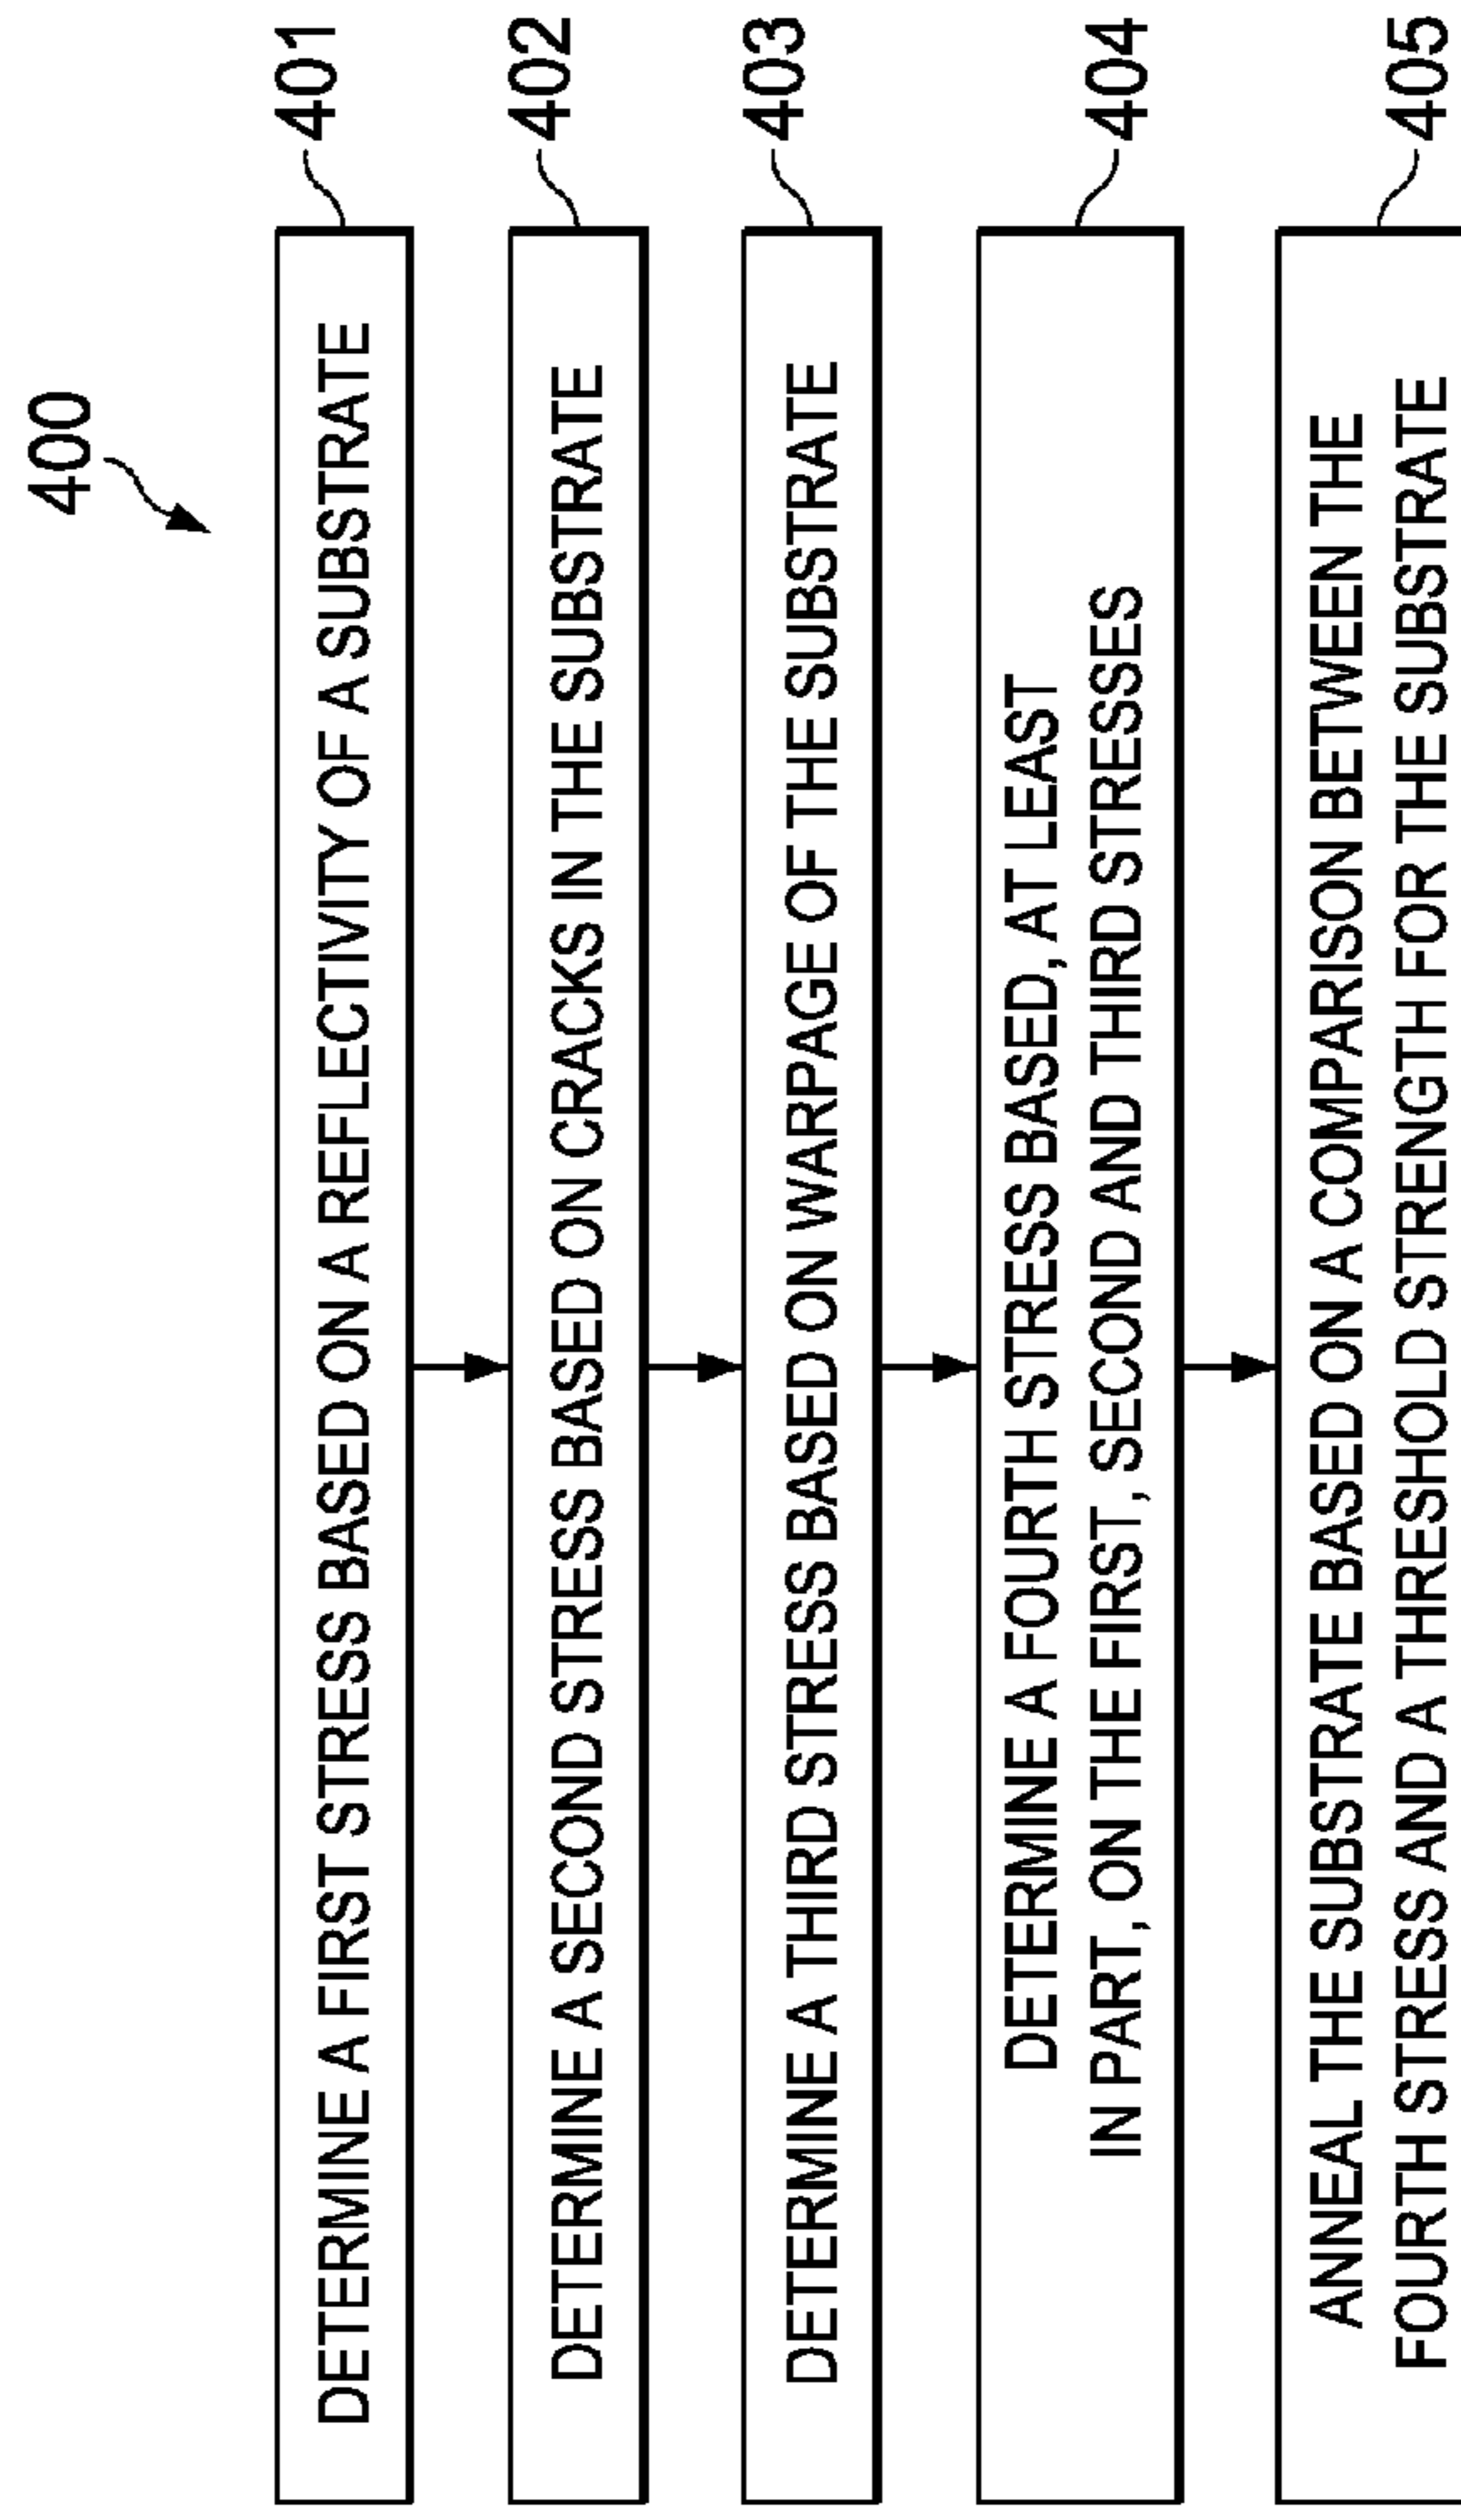 400
DETERMINE A FIRST STRESS BASED ON A REFLECTIVITY OF A SUBSTRATE
401
DETERMINE A SECOND STRESS BASED ON CRACKS IN THE SUBSTRATE
402
DETERMINE A THIRD STRESS BASED ON WARPAGE OF THE SUBSTRATE
403
DETERMINE A FOURTH STRESS BASED, AT LEAST
IN PART, ON THE FIRST, SECOND AND THIRD STRESSES
404
ANNEAL THE SUBSTRATE BASED ON A COMPARISON BETWEEN THE
FOURTH STRESS AND A THRESHOLD STRENGTH FOR THE SUBSTRATE
405